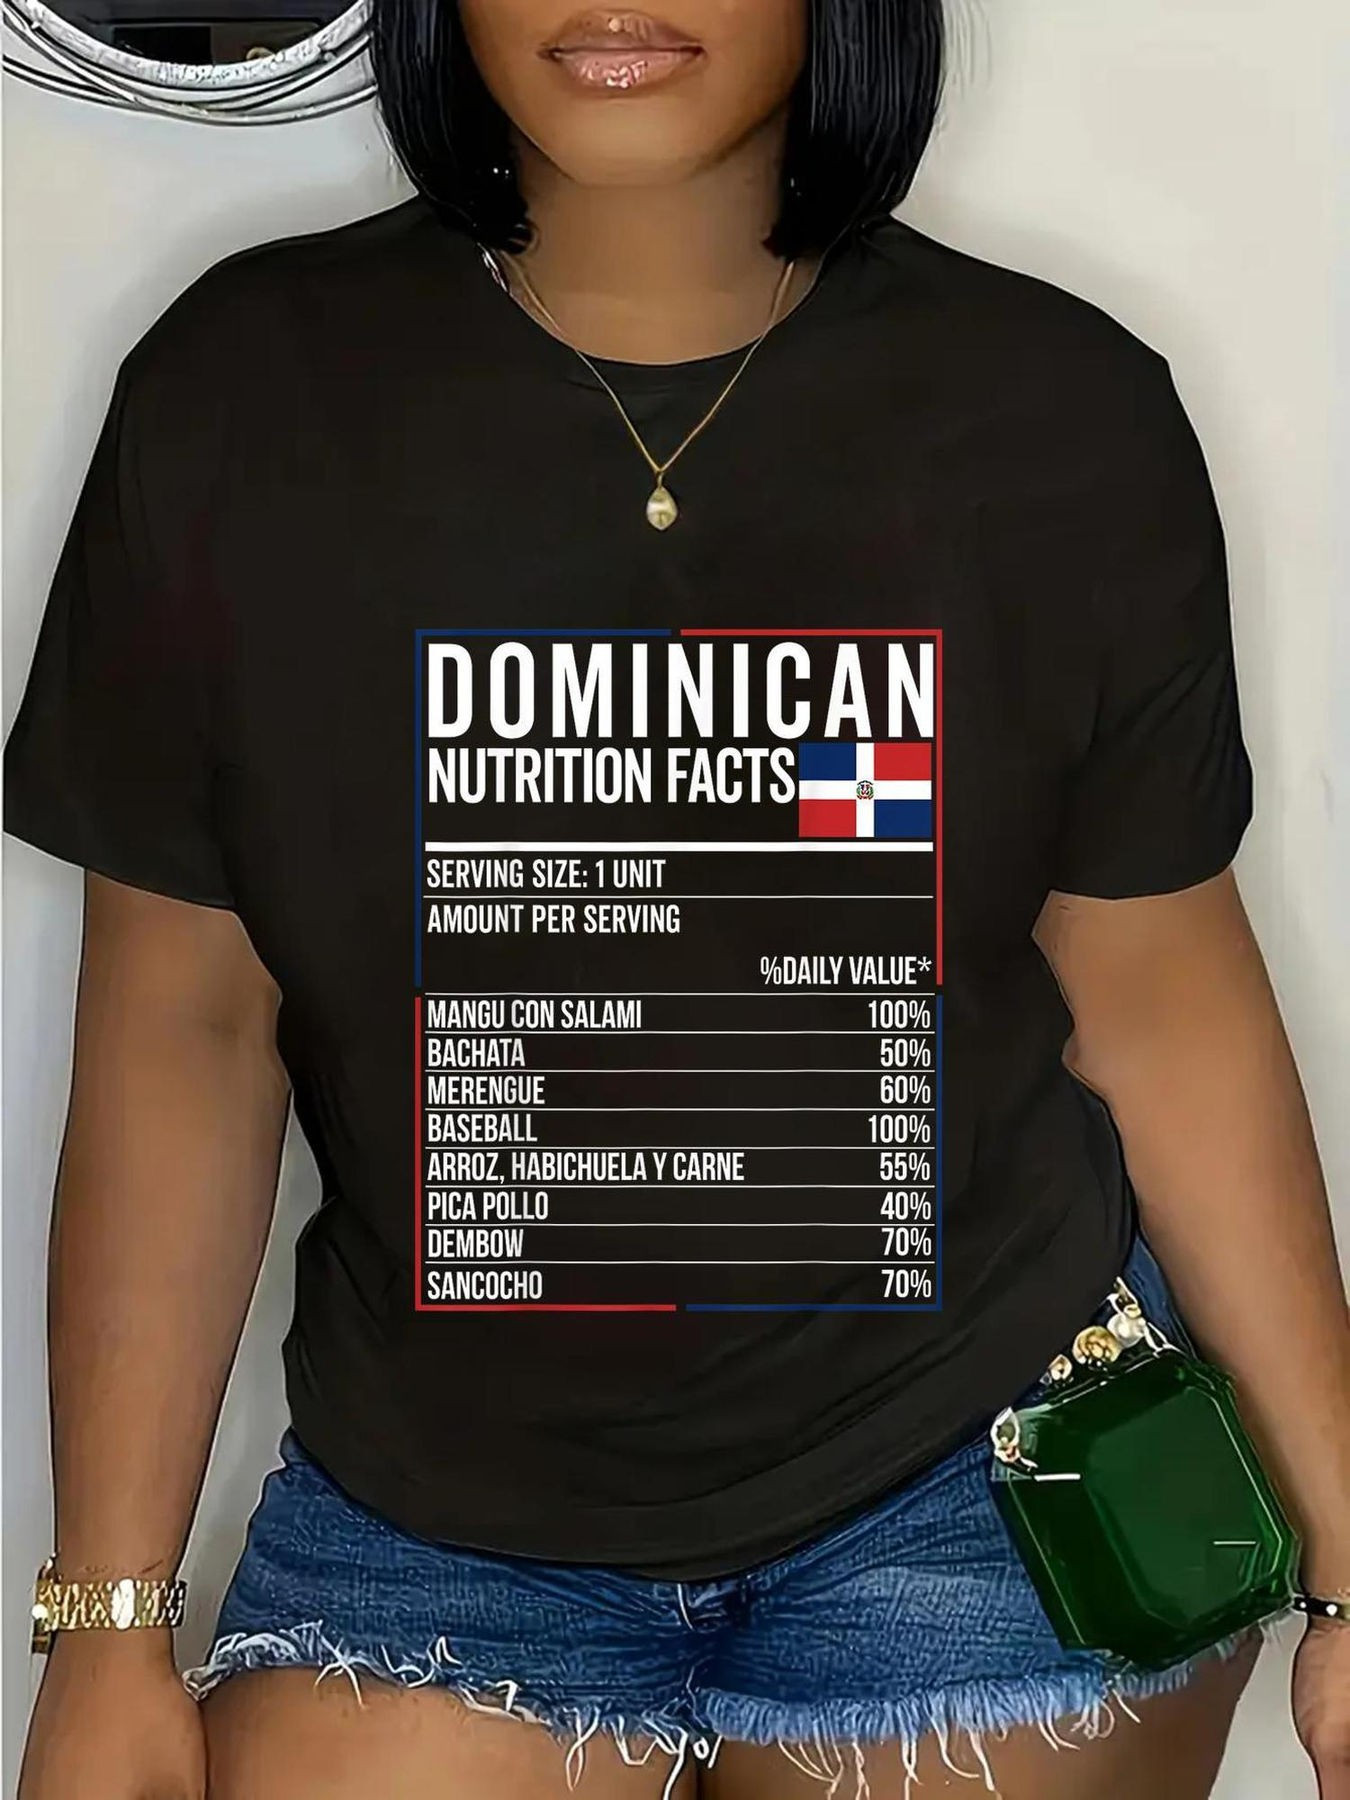 DOMINICAN
NUTRITION FACTS
SERVING SIZE: 1 UNIT
AMOUNT PER SERVING
%DAILY VALUE*
MANGU CON SALAMI 100%
BACHATA 50%
MERENGUE 60%
BASEBALL 100%
ARROZ, HABICHUELA Y CARNE 55%
PICA POLLO 40%
DEMBOW 70%
SANCOCHO 70%